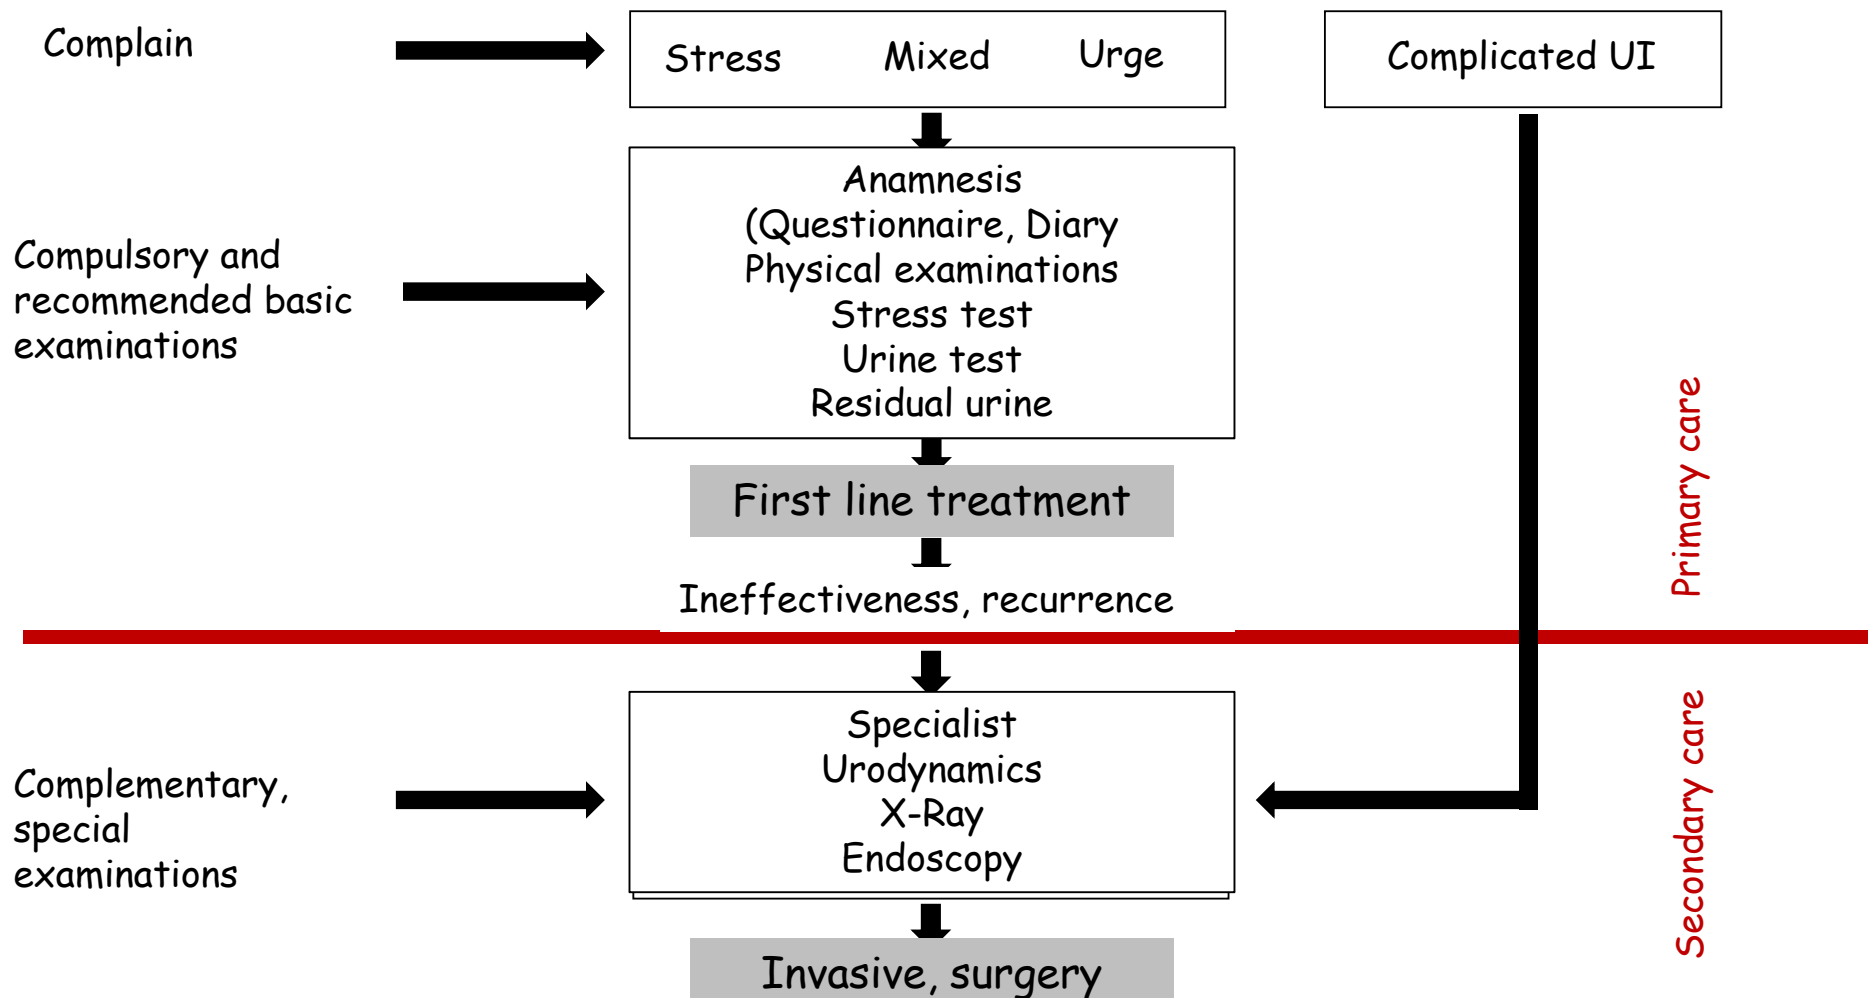 Complain
Stress Mixed Urge
Complicated UI
Compulsory and
recommended basic
examinations
Anamnesis
(Questionnaire, Diary
Physical examinations
Stress test
Urine test
Residual urine
First line treatment
Ineffectiveness, recurrence
Primary care
Complementary,
special
examinations
Specialist
Urodynamics
X-Ray
Endoscopy
Secondary care
Invasive, surgery